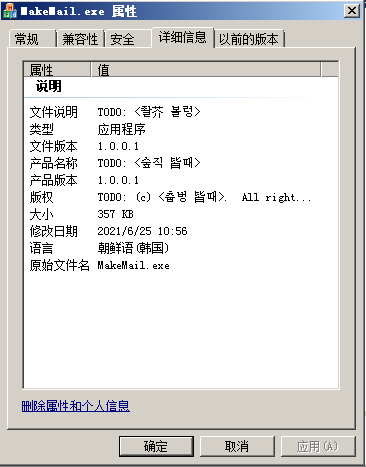 MakeMail.exe 属性
常规 兼容性 安全 详细信息 以前的版本
属性 值
说明
文件说明 TODO: <퇔芥 볼렁>
类型 应用程序
文件版本 1.0.0.1
产品名称 TODO: <숲직 밞때>
产品版本 1.0.0.1
版权 TODO: (c) <춥병 밞때>. All right...
大小 357 KB
修改日期 2021/6/25 10:56
语言 朝鲜语(韩国)
原始文件名 MakeMail.exe
删除属性和个人信息
确定 取消 应用(A)